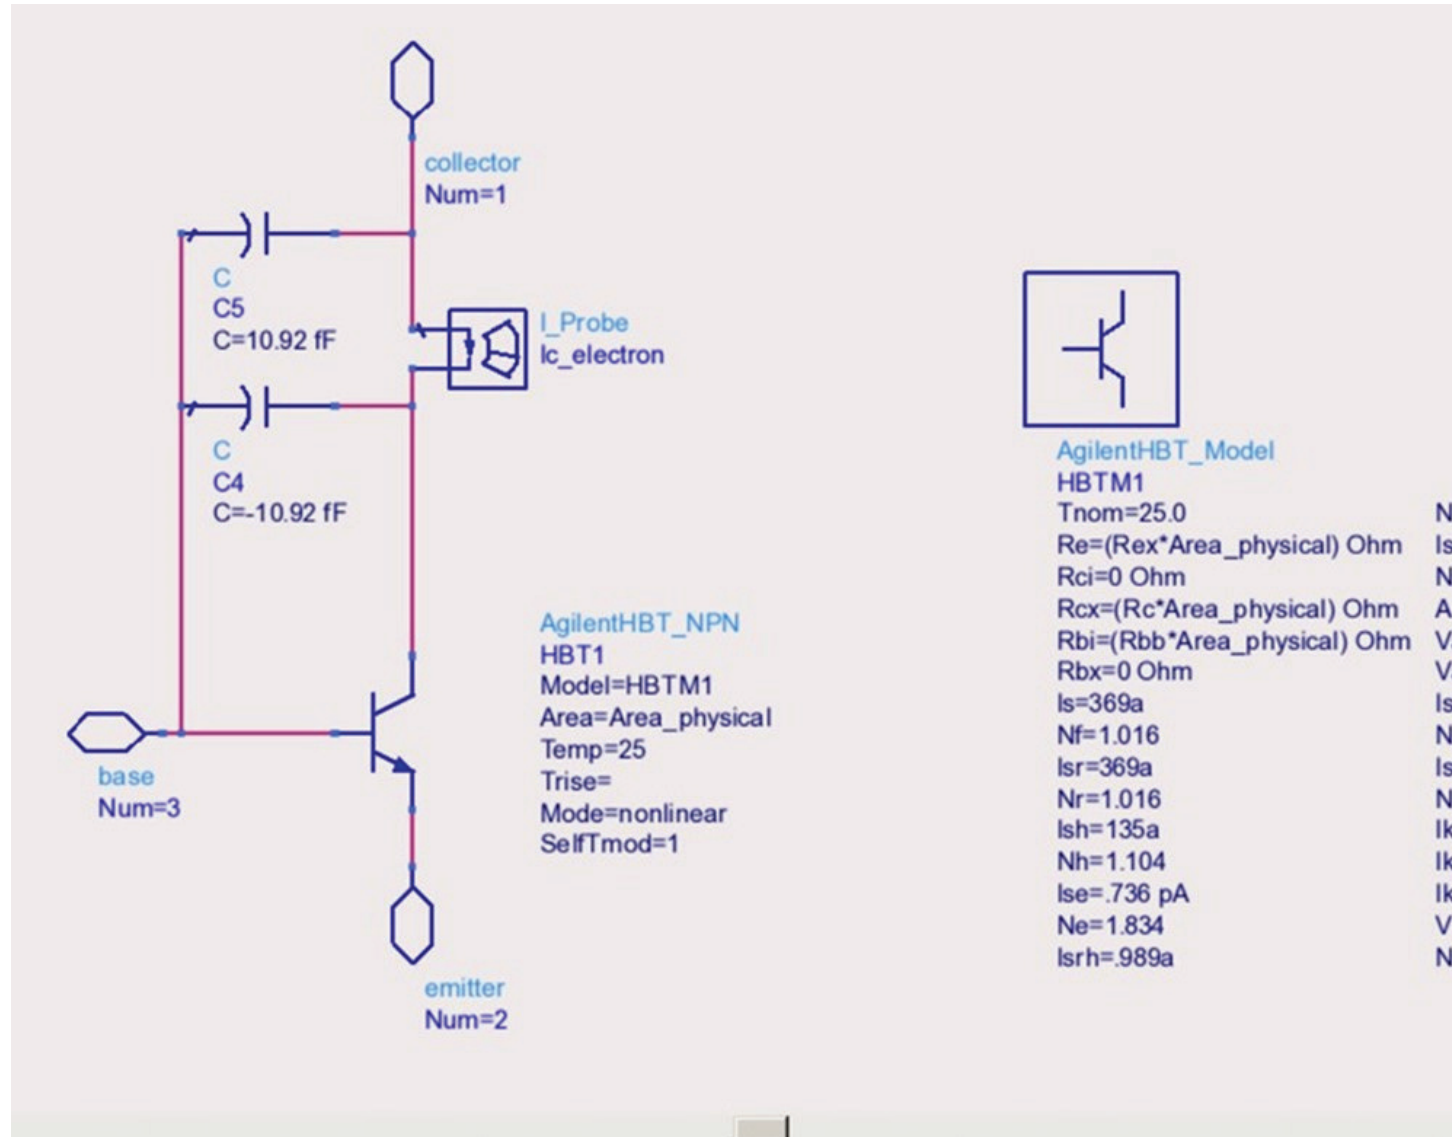 collector
Num=1
C
C5
C=10.92 fF
I_Probe
Ic_electron
C
C4
C=-10.92 fF
AgilentHBT_NPN
HBT1
Model=HBTM1
Area=Area_physical
Temp=25
Trise=
Mode=nonlinear
SelfTmod=1
base
Num=3
emitter
Num=2
AgilentHBT_Model
HBTM1
Tnom=25.0
Re=(Rex*Area_physical) Ohm
Rci=0 Ohm
Rcx=(Rc*Area_physical) Ohm
Rbi=(Rbb*Area_physical) Ohm
Rbx=0 Ohm
Is=369a
Nf=1.016
Isr=369a
Nr=1.016
Ish=135a
Nh=1.104
Ise=.736 pA
Ne=1.834
Isrh=.989a